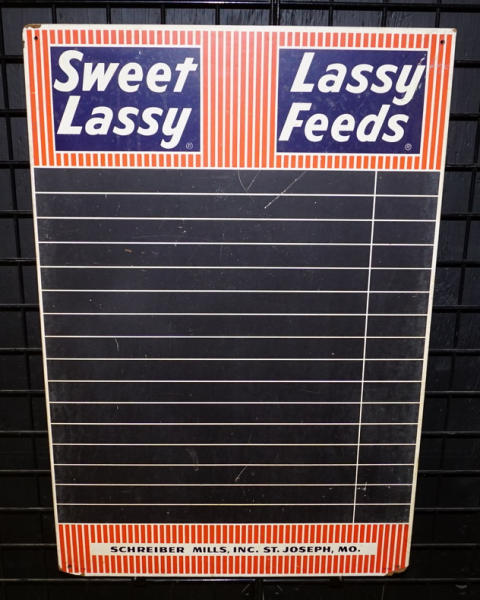 Sweet
Lassy®
Lassy
Feeds®
SCHREIBER MILLS, INC. ST. JOSEPH, MO.